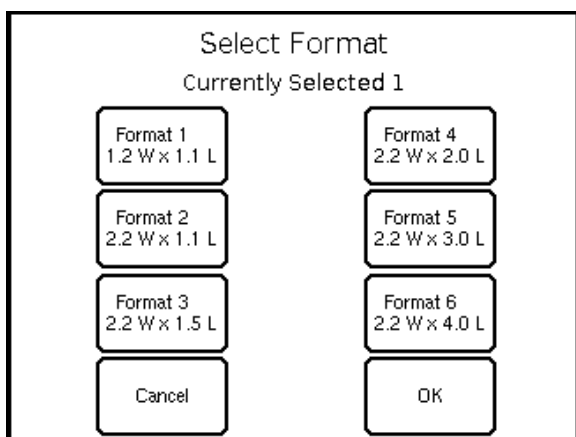 Select Format
Currently Selected 1
Format 1
1.2 W x 1.1 L
Format 4
2.2 W x 2.0 L
Format 2
2.2 W x 1.1 L
Format 5
2.2 W x 3.0 L
Format 3
2.2 W x 1.5 L
Format 6
2.2 W x 4.0 L
Cancel
OK